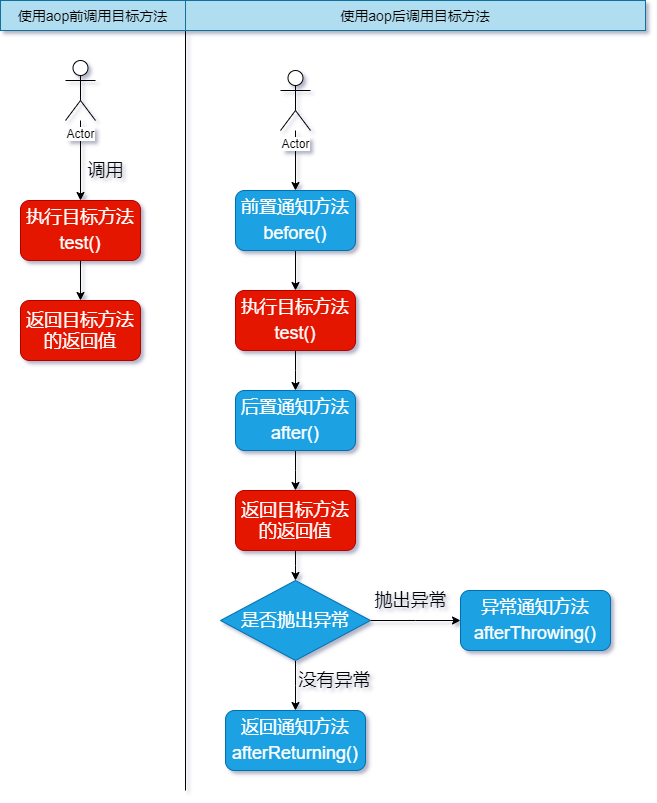 使用aop前调用目标方法
使用aop后调用目标方法
Actor
调用
执行目标方法
test()
返回目标方法
的返回值
Actor
前置通知方法
before()
执行目标方法
test()
后置通知方法
after()
返回目标方法
的返回值
是否抛出异常
抛出异常
异常通知方法
afterThrowing()
没有异常
返回通知方法
afterReturning()